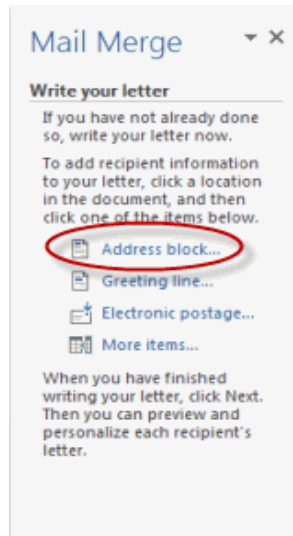 Mail Merge
Write your letter
If you have not already done
so, write your letter now.
To add recipient information
to your letter, click a location
in the document, and then
click one of the items below.
Address block...
Greeting line...
Electronic postage...
More items...
When you have finished
writing your letter, click Next.
Then you can preview and
personalize each recipient's
letter.